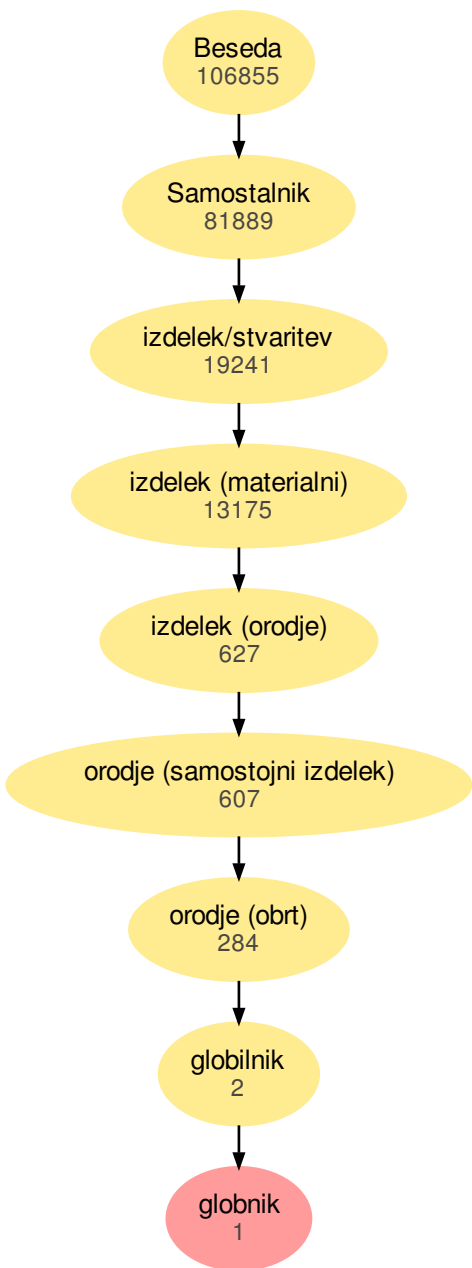 Beseda
106855
Samostalnik
81889
izdelek/stvaritev
19241
izdelek (materialni)
13175
izdelek (orodje)
627
orodje (samostojni izdelek)
607
orodje (obrt)
284
globilnik
2
globnik
1